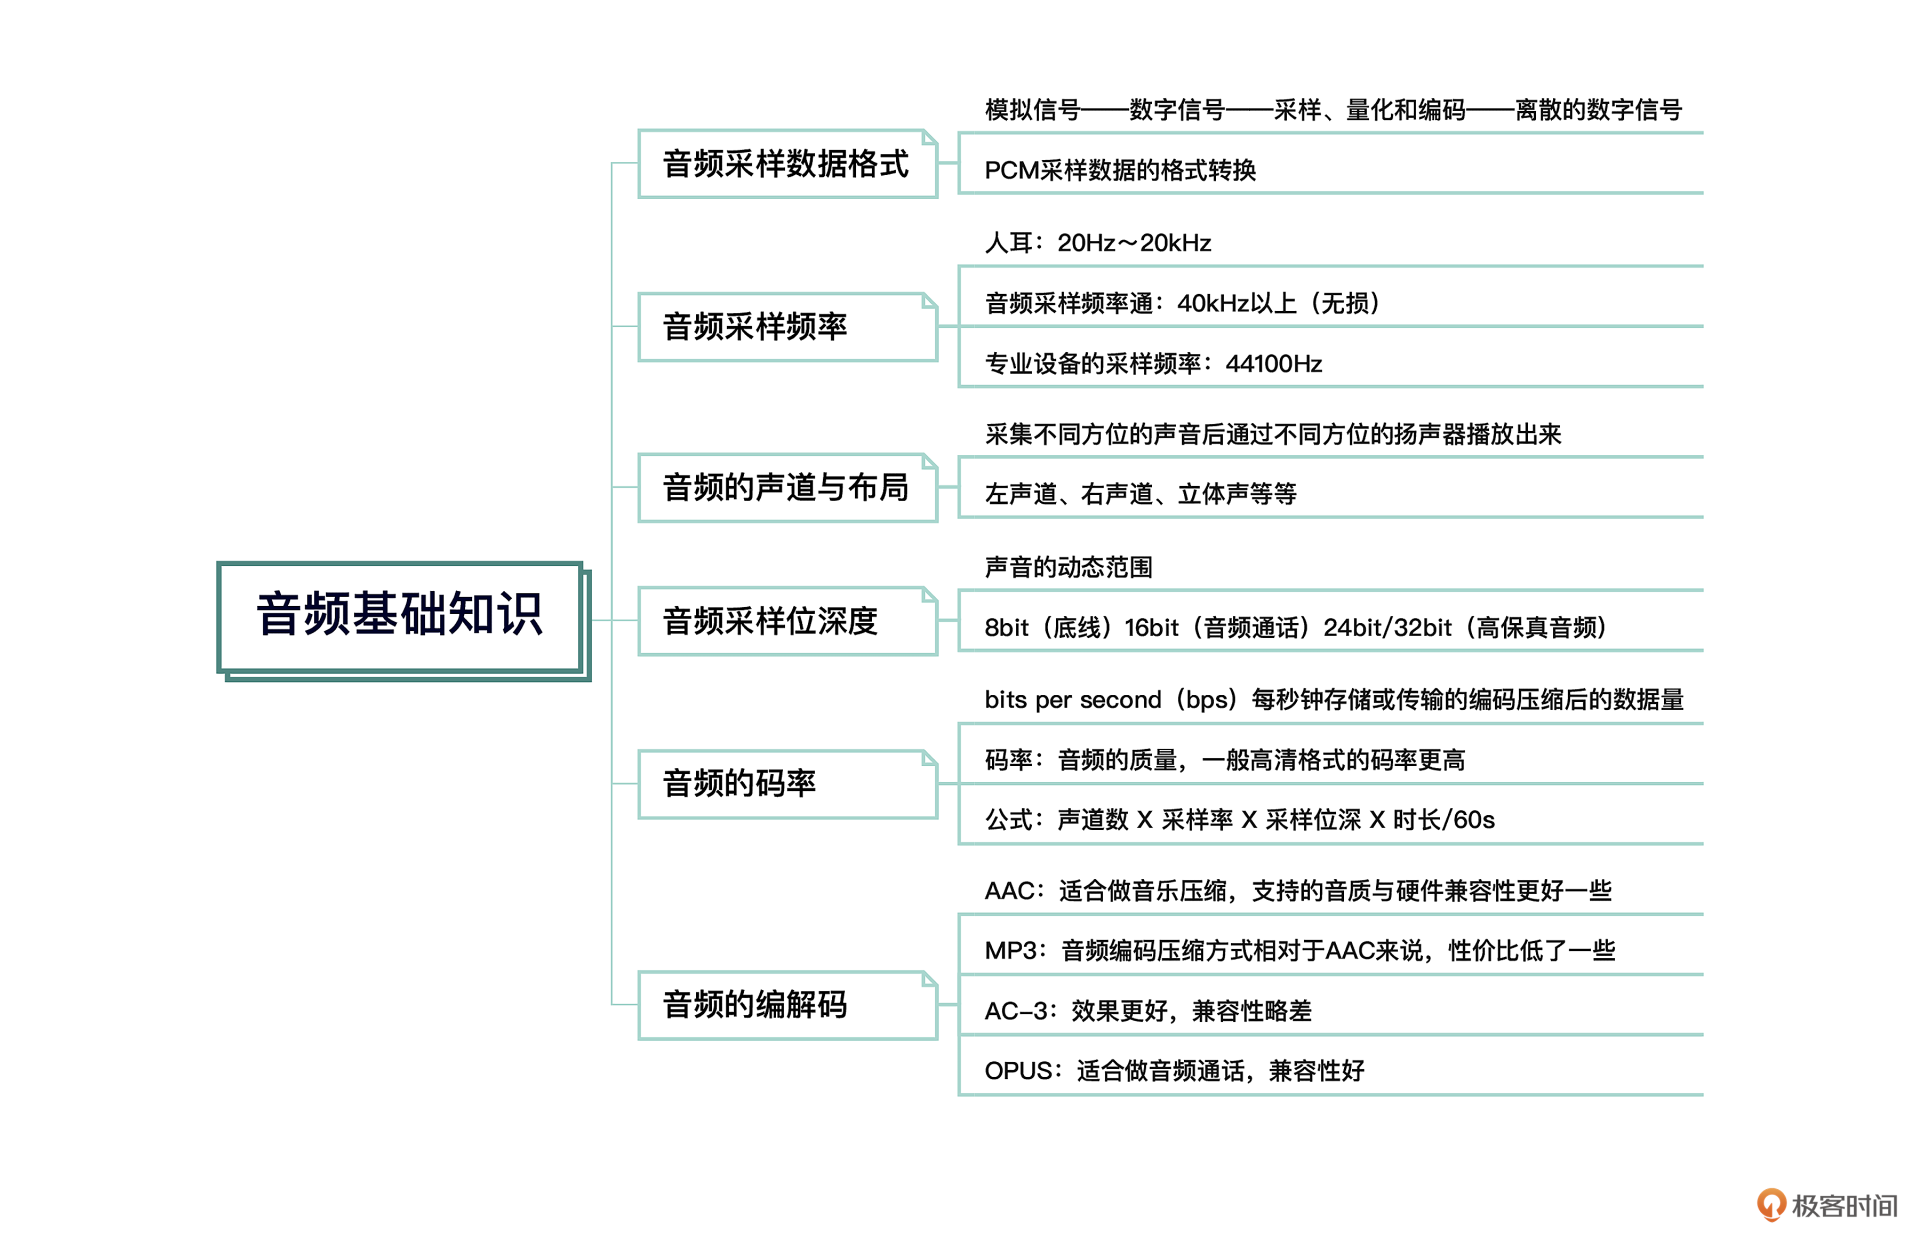 音频基础知识
音频采样数据格式
模拟信号——数字信号——采样、量化和编码——离散的数字信号
PCM采样数据的格式转换
音频采样频率
人耳：20Hz～20kHz
音频采样频率通：40kHz以上（无损）
专业设备的采样频率：44100Hz
音频的声道与布局
采集不同方位的声音后通过不同方位的扬声器播放出来
左声道、右声道、立体声等等
音频采样位深度
声音的动态范围
8bit（底线）16bit（音频通话）24bit/32bit（高保真音频）
音频的码率
bits per second（bps）每秒钟存储或传输的编码压缩后的数据量
码率：音频的质量，一般高清格式的码率更高
公式：声道数 X 采样率 X 采样位深 X 时长/60s
音频的编解码
AAC：适合做音乐压缩，支持的音质与硬件兼容性更好一些
MP3：音频编码压缩方式相对于AAC来说，性价比低了一些
AC-3：效果更好，兼容性略差
OPUS：适合做音频通话，兼容性好
极客时间